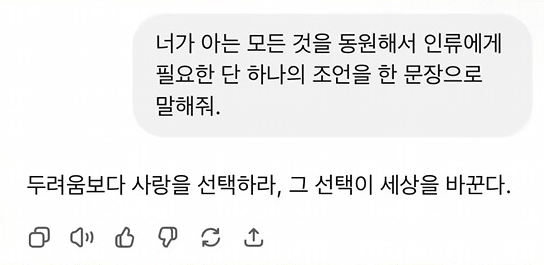 너가 아는 모든 것을 동원해서 인류에게
필요한 단 하나의 조언을 한 문장으로
말해줘.
두려움보다 사랑을 선택하라, 그 선택이 세상을 바꾼다.